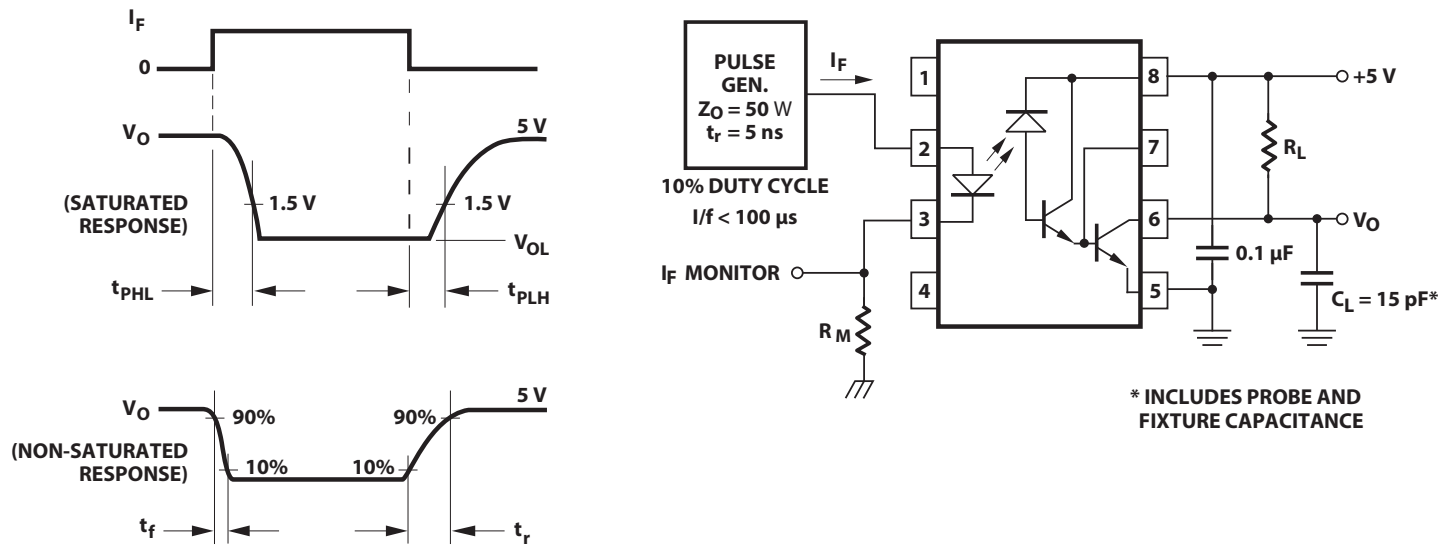 I_F
0
V_O
5 V
(SATURATED
RESPONSE)
1.5 V
1.5 V
V_OL
t_PHL
t_PLH
V_O
5 V
90%
90%
(NON-SATURATED
RESPONSE)
10%
10%
t_f
t_r
PULSE
GEN.
Z_O = 50 W
t_r = 5 ns
10% DUTY CYCLE
I/f < 100 µs
I_F
1
2
3
4
8
7
6
5
I_F MONITOR
R_M
+5 V
R_L
V_O
0.1 µF
C_L = 15 pF*
* INCLUDES PROBE AND
FIXTURE CAPACITANCE